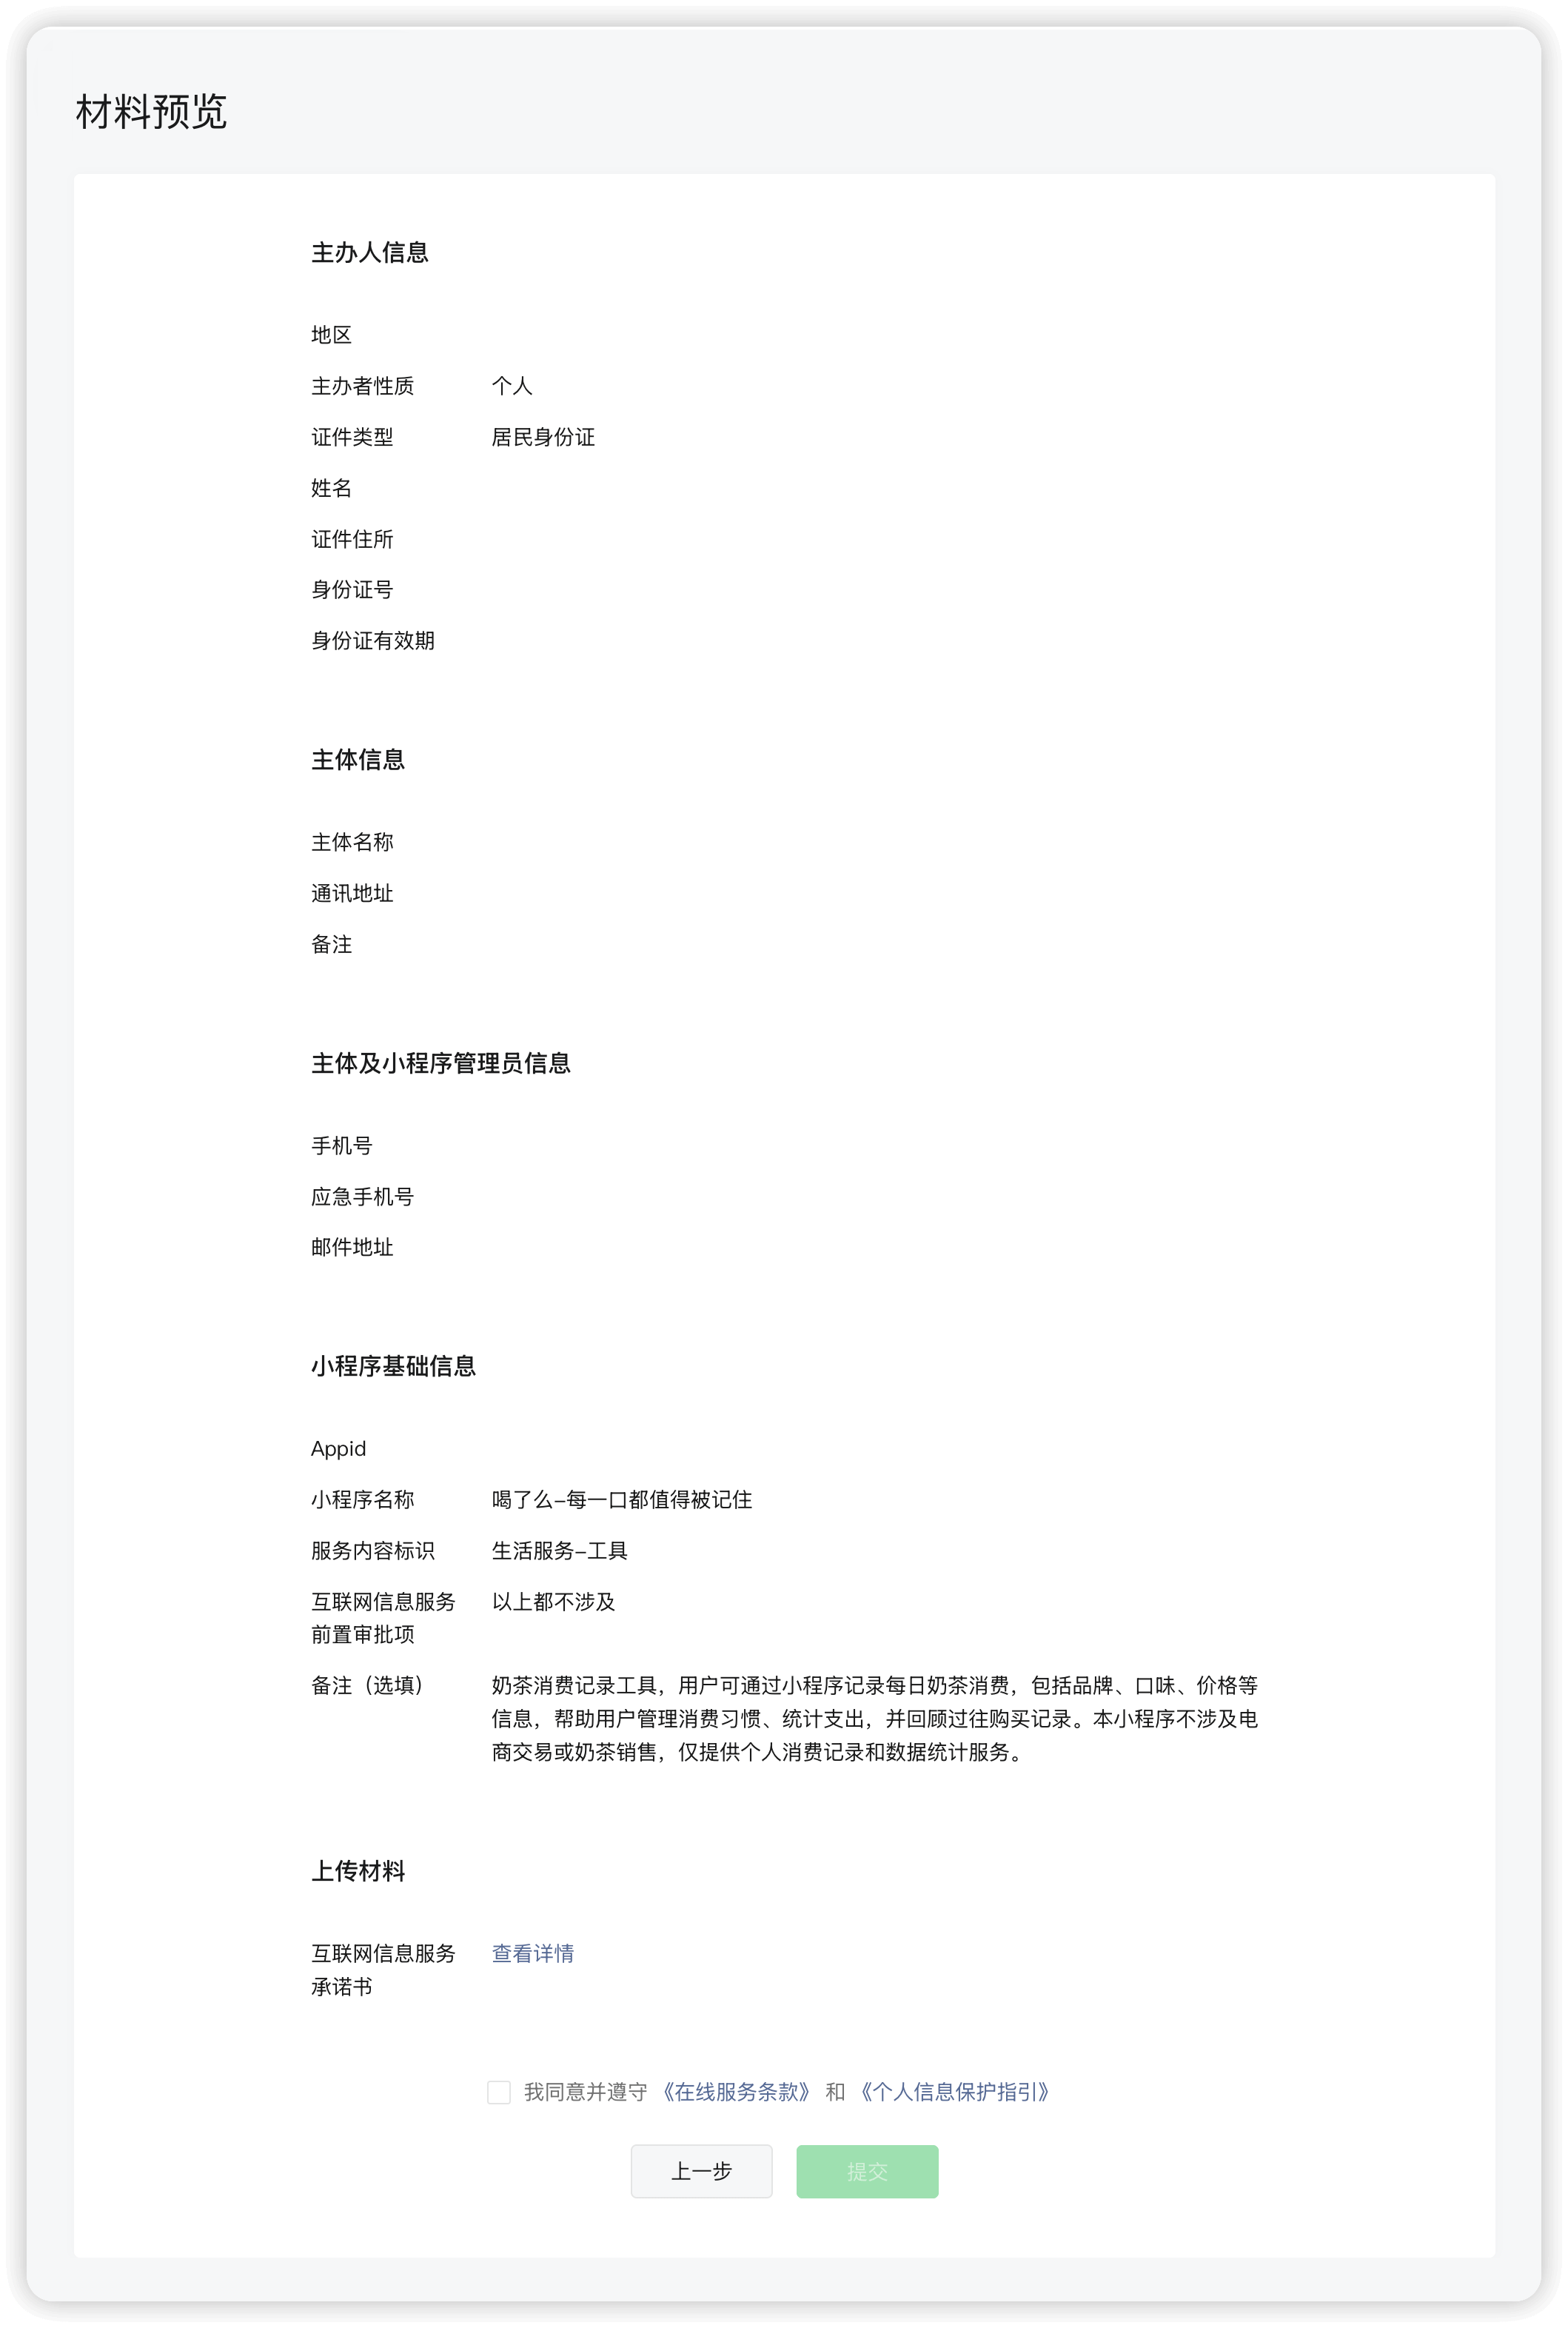 材料预览
主办人信息
地区
主办者性质 个人
证件类型 居民身份证
姓名
证件住所
身份证号
身份证有效期
主体信息
主体名称
通讯地址
备注
主体及小程序管理员信息
手机号
应急手机号
邮件地址
小程序基础信息
Appid
小程序名称 喝了么-每一口都值得被记住
服务内容标识 生活服务-工具
互联网信息服务 以上都不涉及
前置审批项
备注（选填） 奶茶消费记录工具，用户可通过小程序记录每日奶茶消费，包括品牌、口味、价格等
信息，帮助用户管理消费习惯、统计支出，并回顾过往购买记录。本小程序不涉及电
商交易或奶茶销售，仅提供个人消费记录和数据统计服务。
上传材料
互联网信息服务 查看详情
承诺书
我同意并遵守《在线服务条款》和《个人信息保护指引》
上一步 提交